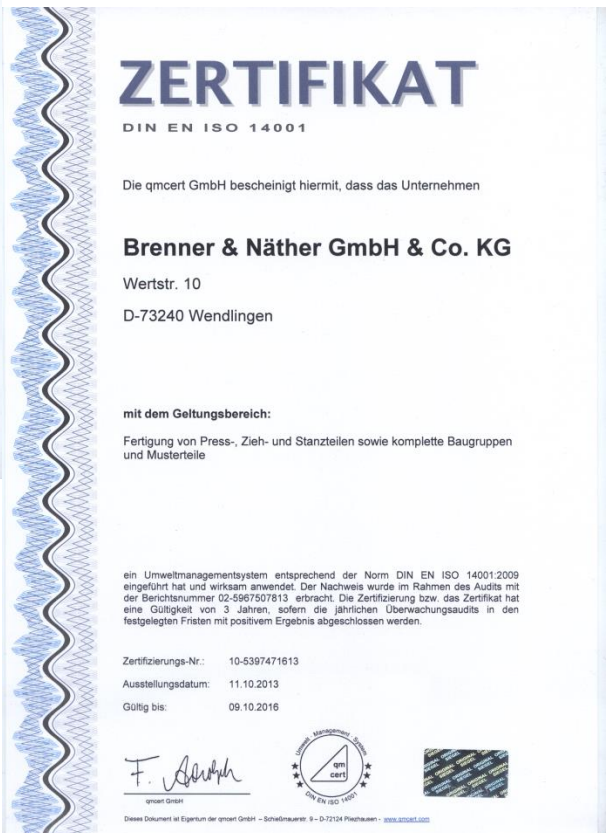 ZERTIFIKAT
DIN EN ISO 14001
Die qmcert GmbH bescheinigt hiermit, dass das Unternehmen
Brenner & Näther GmbH & Co. KG
Wertstr. 10
D-73240 Wendlingen
mit dem Geltungsbereich:
Fertigung von Press-, Zieh- und Stanzteilen sowie komplette Baugruppen
und Musterteile
ein Umweltmanagementsystem entsprechend der Norm DIN EN ISO 14001:2009
eingeführt hat und wirksam anwendet. Der Nachweis wurde im Rahmen des Audits mit
der Berichtsnummer 02-5967507813 erbracht. Die Zertifizierung bzw. das Zertifikat hat
eine Gültigkeit von 3 Jahren, sofern die jährlichen Überwachungsaudits in den
festgelegten Fristen mit positivem Ergebnis abgeschlossen werden.
Zertifizierungs-Nr.: 10-5397471613
Ausstellungsdatum: 11.10.2013
Gültig bis: 09.10.2016
Umwelt - Management - System
qm
cert
DIN EN ISO 14001
ORIGINAL SIEGEL
qmcert GmbH
Dieses Dokument ist Eigentum der qmcert GmbH – Schießmauerstr. 9 – D-72124 Pliezhausen - www.qmcert.com